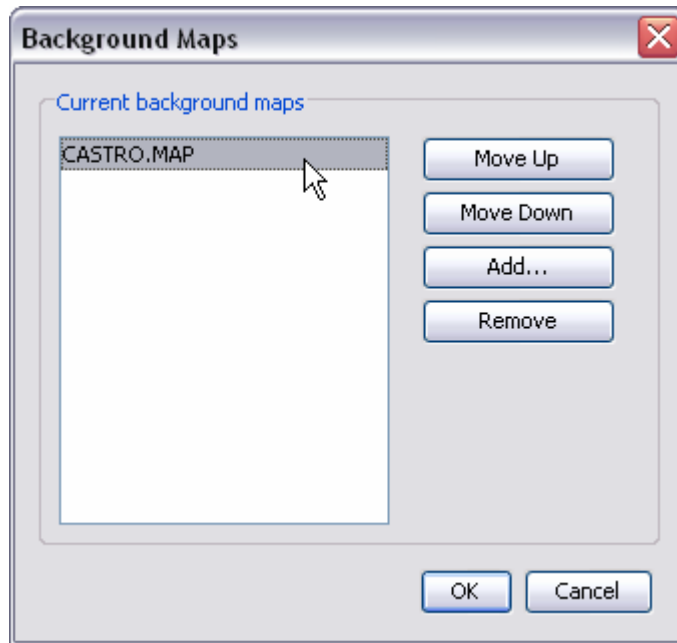 Background Maps
Current background maps
CASTRO.MAP
Move Up
Move Down
Add...
Remove
OK
Cancel